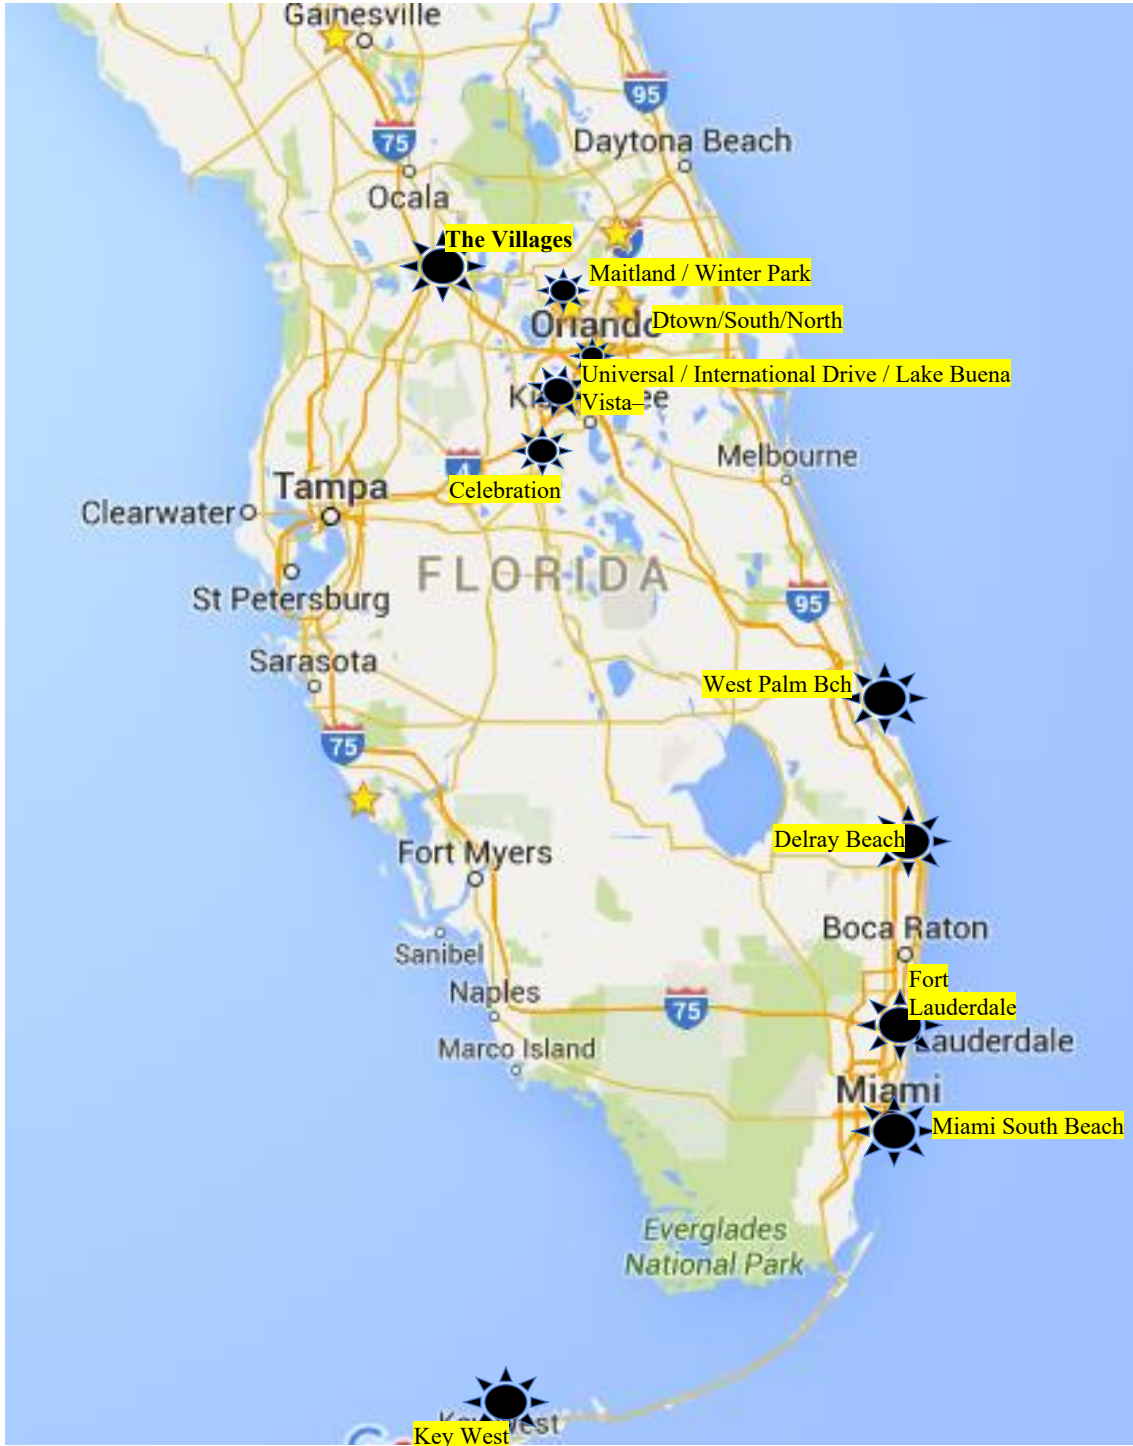 Gainesville
95
Daytona Beach
75
Ocala
The Villages
Maitland / Winter Park
Orlando
Dtown/South/North
Universal / International Drive / Lake Buena
Vista–
Melbourne
4
Tampa
Celebration
Clearwater
FLORIDA
St Petersburg
95
Sarasota
West Palm Bch
75
Delray Beach
Fort Myers
Boca Raton
Sanibel
Fort
Lauderdale
Naples
75
Lauderdale
Marco Island
Miami
Miami South Beach
Everglades
National Park
Key West